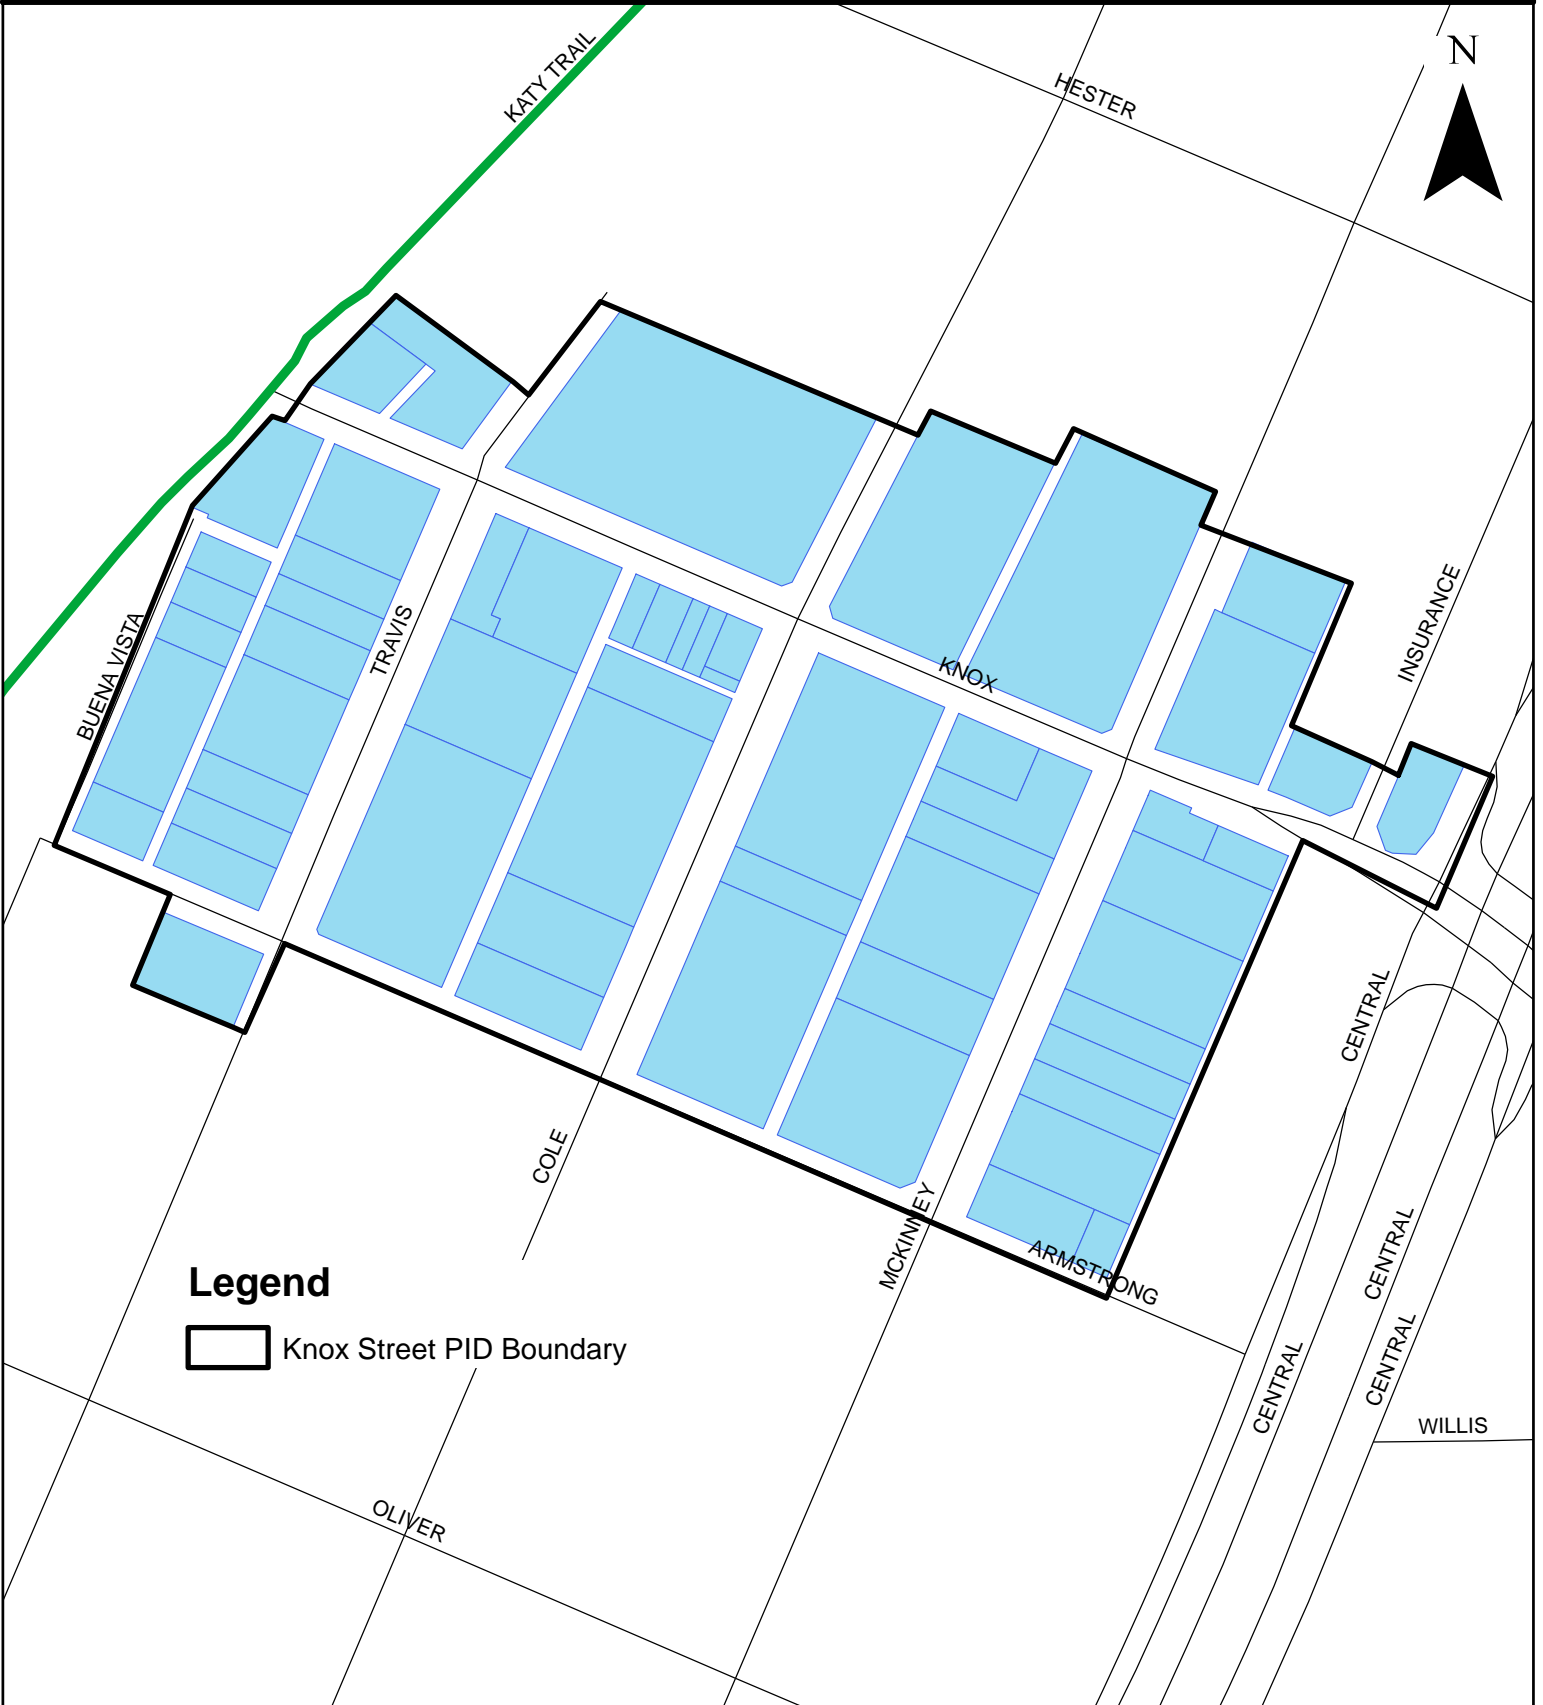 KATY TRAIL
HESTER
N
INSURANCE
BUENA VISTA
TRAVIS
KNOX
CENTRAL
COLE
MCKINNEY
ARMSTRONG
CENTRAL
CENTRAL
CENTRAL
Legend
Knox Street PID Boundary
WILLIS
OLIVER